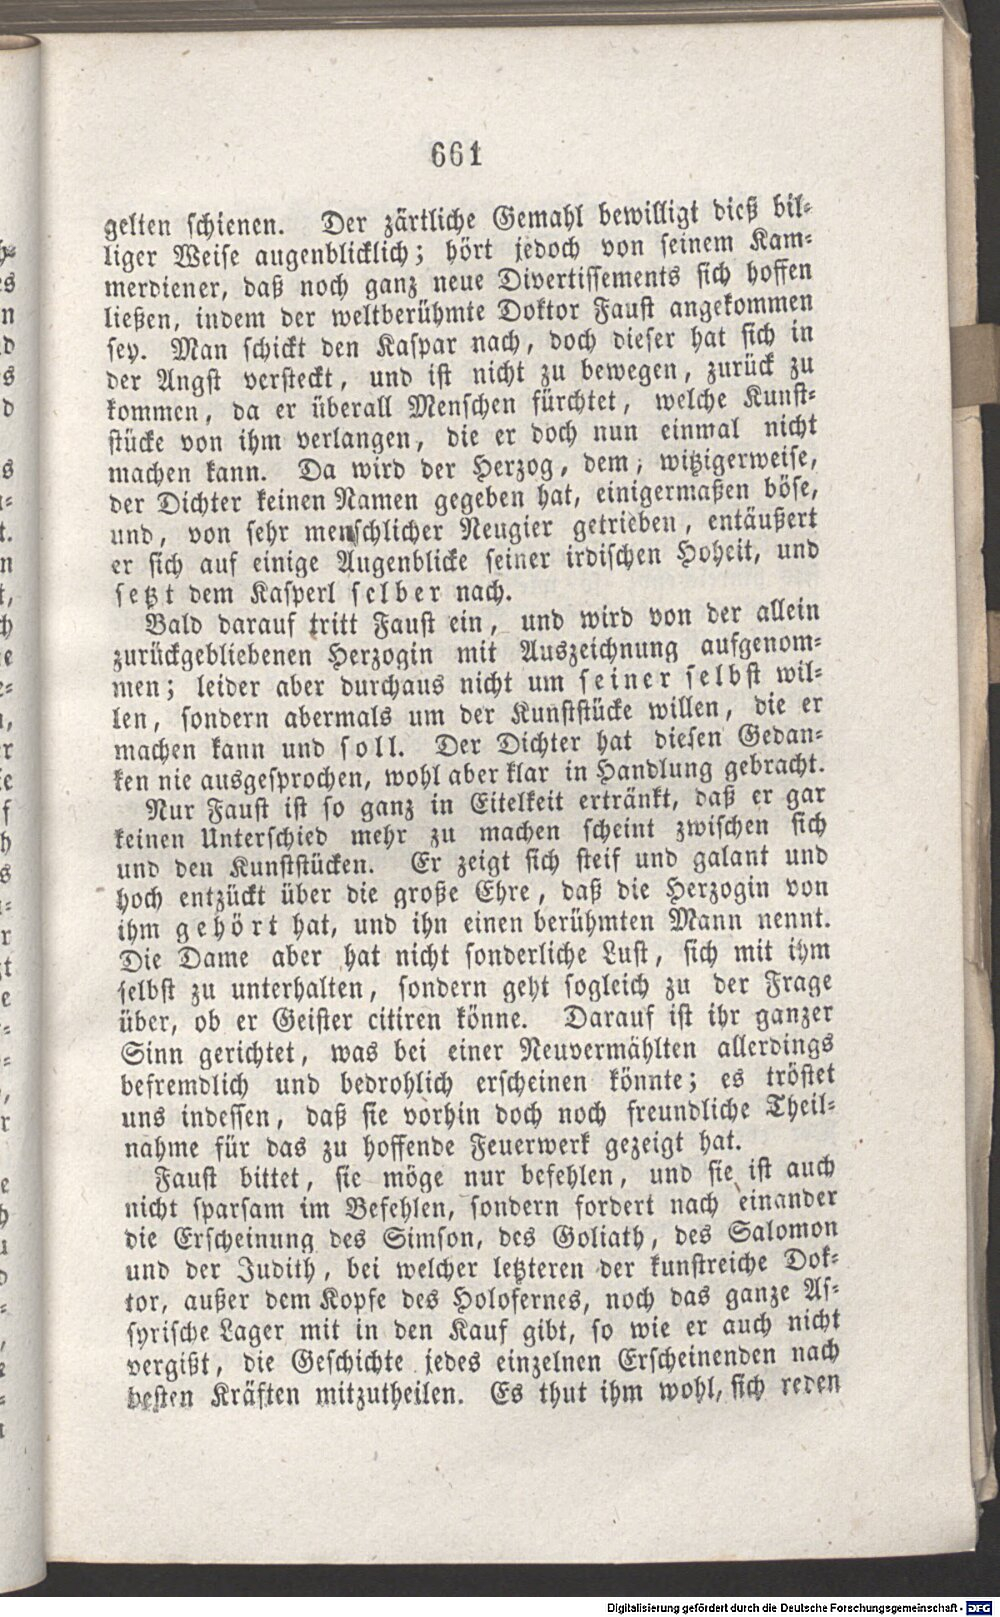 661
gelten schienen. Der zärtliche Gemahl bewilligt dieß bil-
liger Weise augenblicklich; hört jedoch von seinem Kam-
merdiener, daß noch ganz neue Divertissements sich hoffen
ließen, indem der weltberühmte Doktor Faust angekommen
sey. Man schickt den Kaspar nach, doch dieser hat sich in
der Angst versteckt, und ist nicht zu bewegen, zurück zu
kommen, da er überall Menschen fürchtet, welche Kunst-
stücke von ihm verlangen, die er doch nun einmal nicht
machen kann. Da wird der Herzog, dem, witzigerweise,
der Dichter keinen Namen gegeben hat, einigermaßen böse,
und, von sehr menschlicher Neugier getrieben, entäußert
er sich auf einige Augenblicke seiner irdischen Hoheit, und
setzt dem Kasperl selber nach.
Bald darauf tritt Faust ein, und wird von der allein
zurückgebliebenen Herzogin mit Auszeichnung aufgenom-
men; leider aber durchaus nicht um seiner selbst wil-
len, sondern abermals um der Kunststücke willen, die er
machen kann und soll. Der Dichter hat diesen Gedan-
ken nie ausgesprochen, wohl aber klar in Handlung gebracht.
Nur Faust ist so ganz in Eitelkeit ertränkt, daß er gar
keinen Unterschied mehr zu machen scheint zwischen sich
und den Kunststücken. Er zeigt sich steif und galant und
hoch entzückt über die große Ehre, daß die Herzogin von
ihm gehört hat, und ihn einen berühmten Mann nennt.
Die Dame aber hat nicht sonderliche Lust, sich mit ihm
selbst zu unterhalten, sondern geht sogleich zu der Frage
über, ob er Geister citiren könne. Darauf ist ihr ganzer
Sinn gerichtet, was bei einer Neuvermählten allerdings
befremdlich und bedrohlich erscheinen könnte; es tröstet
uns indessen, daß sie vorhin doch noch freundliche Theil-
nahme für das zu hoffende Feuerwerk gezeigt hat.
Faust bittet, sie möge nur befehlen, und sie ist auch
nicht sparsam im Befehlen, sondern fordert nach einander
die Erscheinung des Simson, des Goliath, des Salomon
und der Judith, bei welcher letzteren der kunstreiche Dok-
tor, außer dem Kopfe des Holofernes, noch das ganze As-
syrische Lager mit in den Kauf gibt, so wie er auch nicht
vergißt, die Geschichte jedes einzelnen Erscheinenden nach
besten Kräften mitzutheilen. Es thut ihm wohl, sich reden
Digitalisierung gefördert durch die Deutsche Forschungsgemeinschaft - DFG